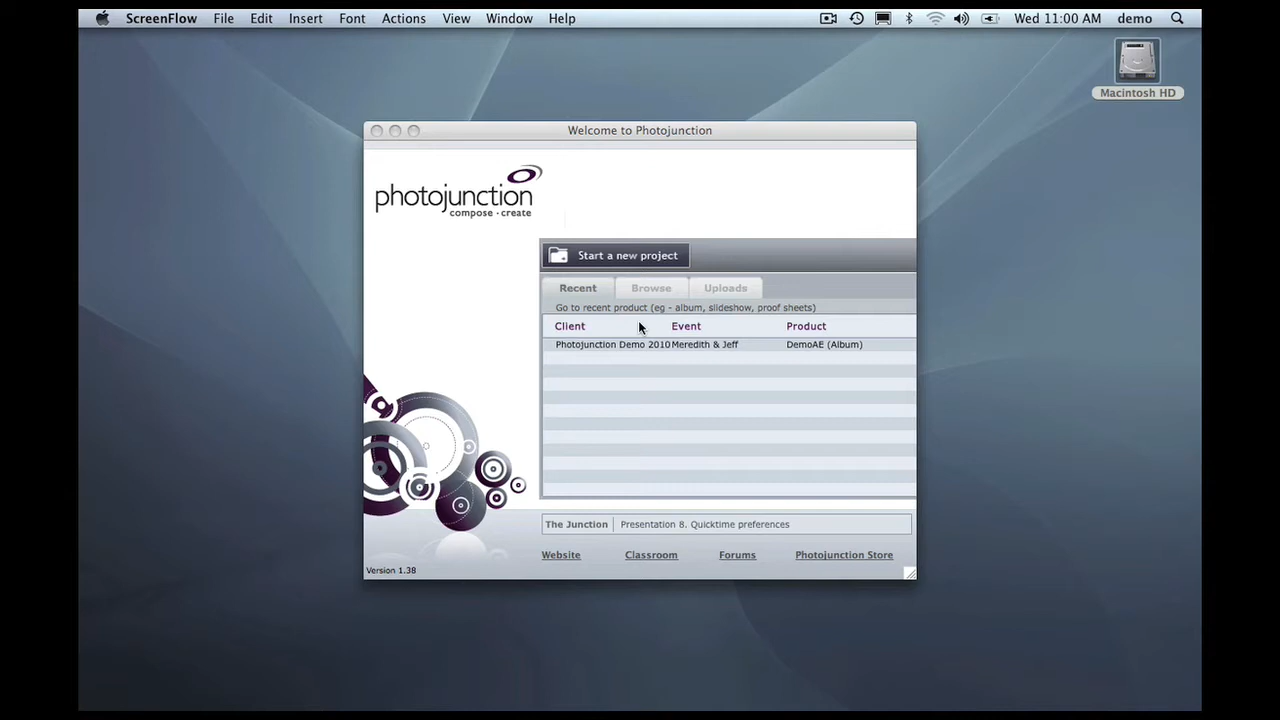 ScreenFlow File Edit Insert Font Actions View Window Help Wed 11:00 AM demo
Macintosh HD
Welcome to Photojunction
photojunction
compose · create
Start a new project
Recent Browse Uploads
Go to recent product (eg - album, slideshow, proof sheets)
Client Event Product
Photojunction Demo 2010 Meredith & Jeff DemoAE (Album)
The Junction Presentation 8. Quicktime preferences
Website Classroom Forums Photojunction Store
Version 1.38